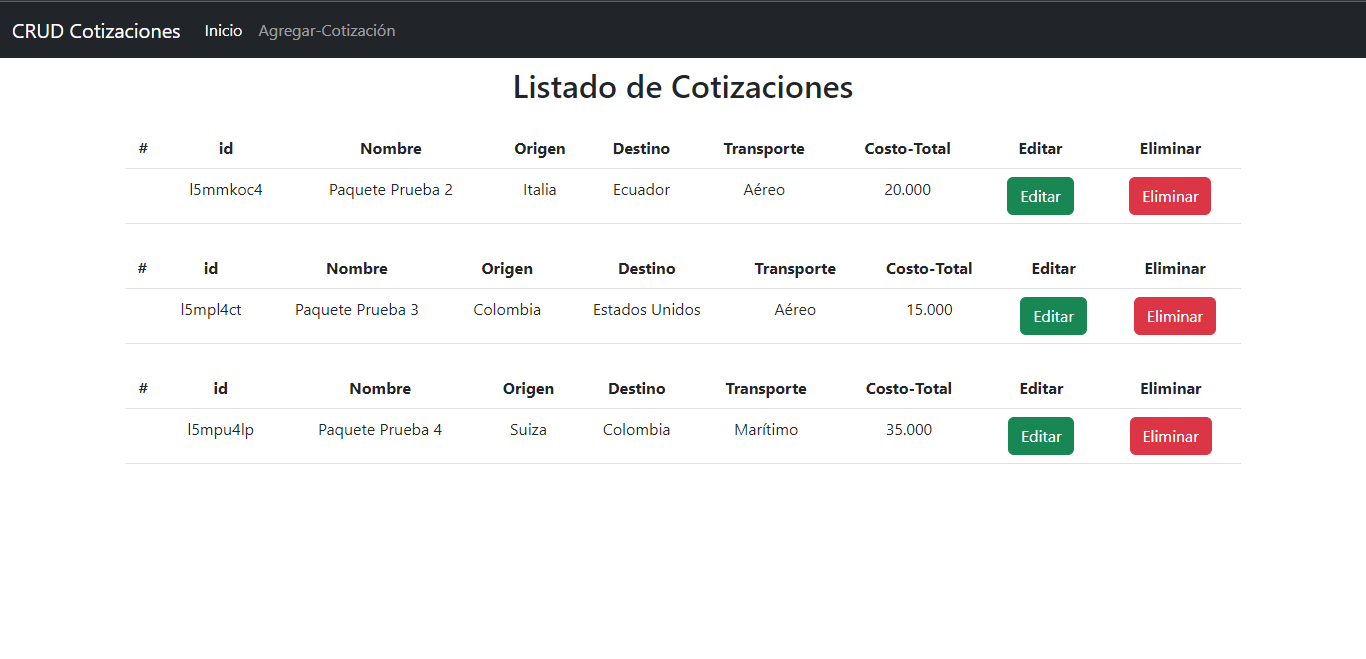 CRUD Cotizaciones Inicio Agregar-Cotización
Listado de Cotizaciones
# id Nombre Origen Destino Transporte Costo-Total Editar Eliminar
l5mmkoc4 Paquete Prueba 2 Italia Ecuador Aéreo 20.000 Editar Eliminar
# id Nombre Origen Destino Transporte Costo-Total Editar Eliminar
l5mpl4ct Paquete Prueba 3 Colombia Estados Unidos Aéreo 15.000 Editar Eliminar
# id Nombre Origen Destino Transporte Costo-Total Editar Eliminar
l5mpu4lp Paquete Prueba 4 Suiza Colombia Marítimo 35.000 Editar Eliminar